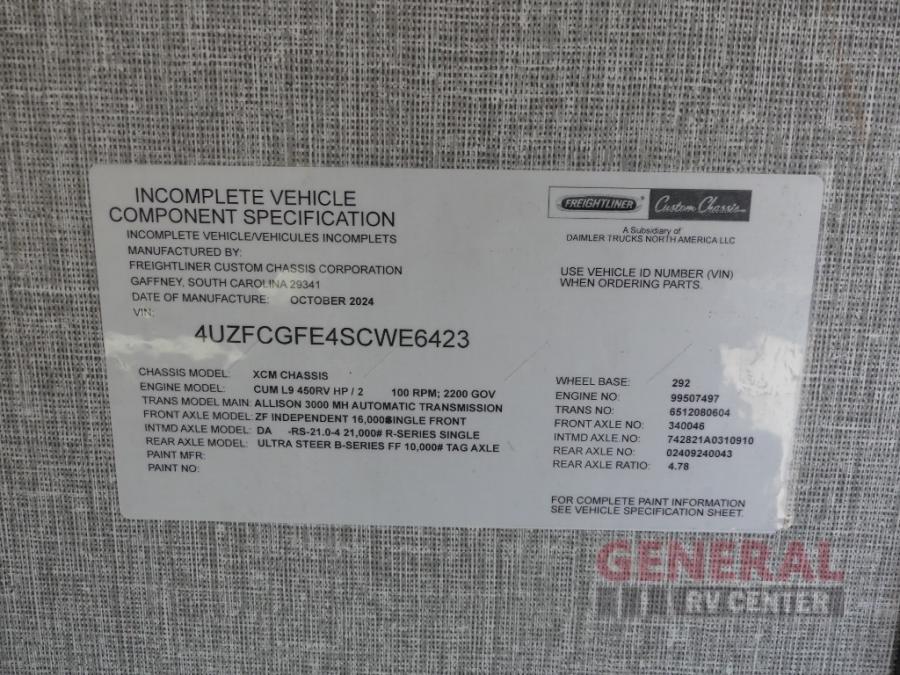 INCOMPLETE VEHICLE
COMPONENT SPECIFICATION
INCOMPLETE VEHICLE/VEHICULES INCOMPLETS
MANUFACTURED BY:
FREIGHTLINER CUSTOM CHASSIS CORPORATION
GAFFNEY, SOUTH CAROLINA 29341
DATE OF MANUFACTURE: OCTOBER 2024
VIN:
4UZFCGFE4SCWE6423
FREIGHTLINER Custom Chassis
A Subsidiary of
DAIMLER TRUCKS NORTH AMERICA LLC
USE VEHICLE ID NUMBER (VIN)
WHEN ORDERING PARTS.
CHASSIS MODEL: XCM CHASSIS
ENGINE MODEL: CUM L9 450RV HP / 2 100 RPM; 2200 GOV
TRANS MODEL MAIN: ALLISON 3000 MH AUTOMATIC TRANSMISSION
FRONT AXLE MODEL: ZF INDEPENDENT 16,000# SINGLE FRONT
INTMD AXLE MODEL: DA -RS-21.0-4 21,000# R-SERIES SINGLE
REAR AXLE MODEL: ULTRA STEER B-SERIES FF 10,000# TAG AXLE
PAINT MFR:
PAINT NO:
WHEEL BASE: 292
ENGINE NO: 99507497
TRANS NO: 6512080604
FRONT AXLE NO: 340046
INTMD AXLE.NO: 742821A0310910
REAR AXLE NO: 02409240043
REAR AXLE RATIO: 4.78
FOR COMPLETE PAINT INFORMATION
SEE VEHICLE SPECIFICATION SHEET.
GENERAL
RV CENTER